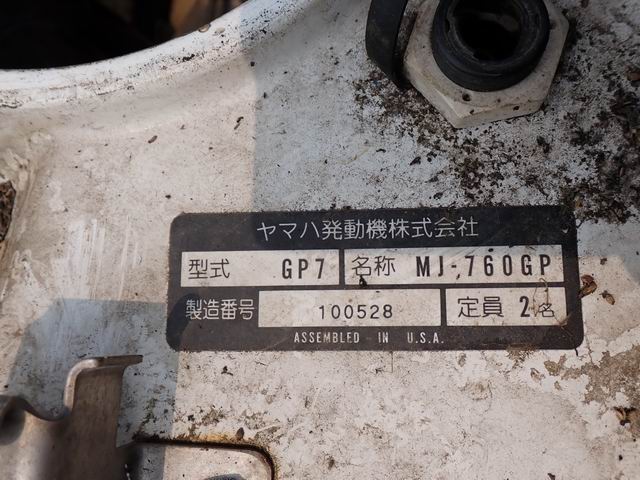 ヤマハ発動機株式会社
型式 GP7 名称 MJ-760GP
製造番号 100528 定員 2名
ASSEMBLED IN U.S.A.